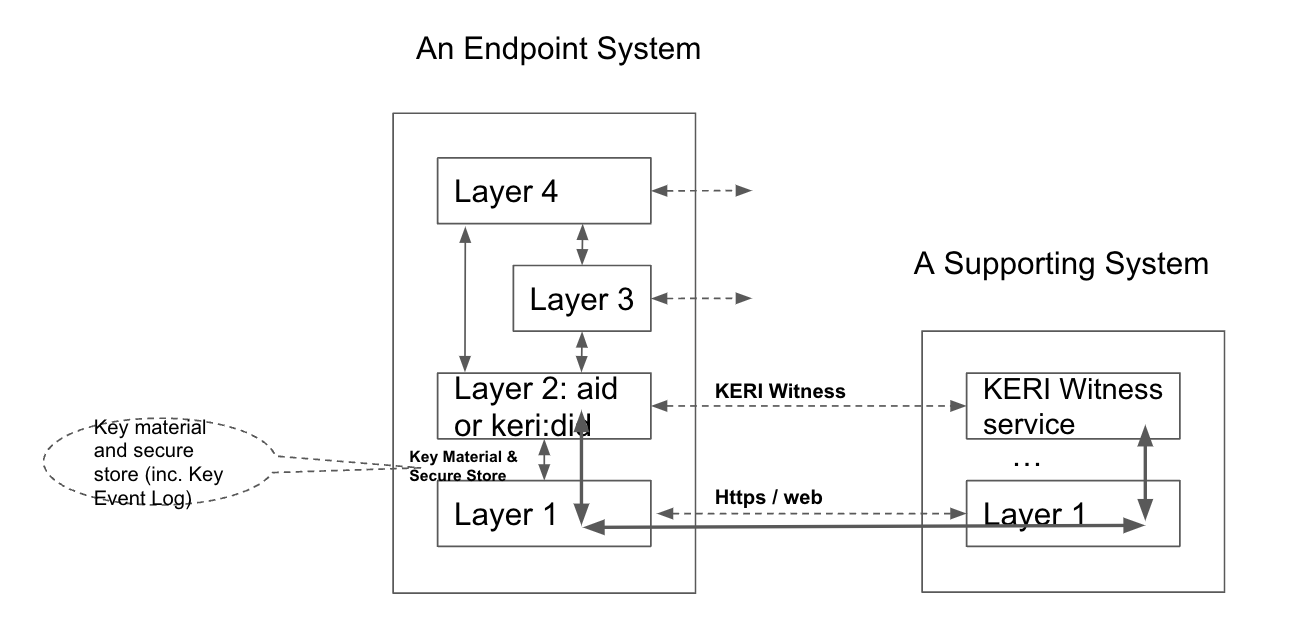 An Endpoint System
Layer 4
A Supporting System
Layer 3
Layer 2: aid
or keri:did
KERI Witness
KERI Witness
service
Key material
and secure
store (inc. Key
Event Log)
Key Material &
Secure Store
...
Layer 1
Https / web
Layer 1